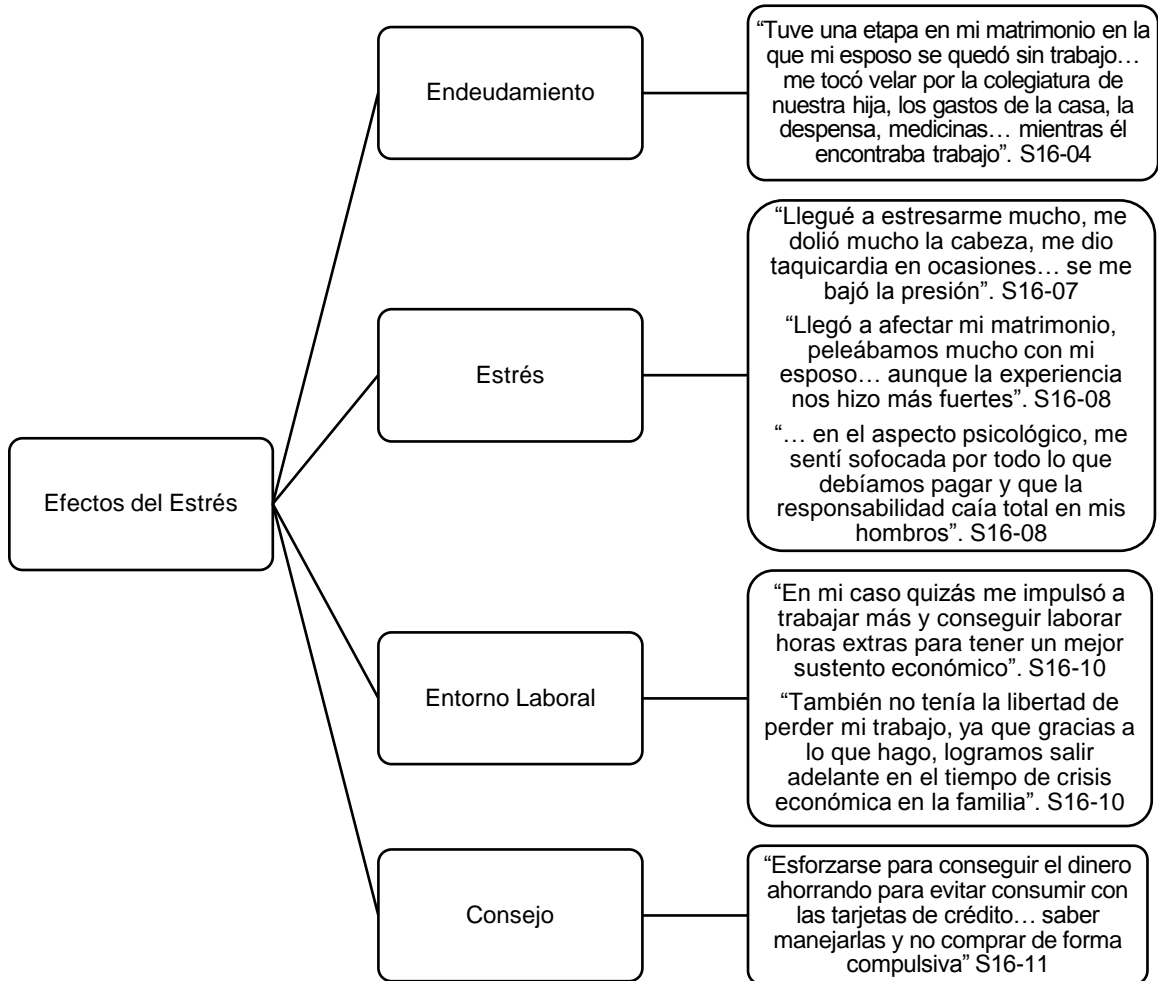 Efectos del Estrés
Endeudamiento
“Tuve una etapa en mi matrimonio en la
que mi esposo se quedó sin trabajo…
me tocó velar por la colegiatura de
nuestra hija, los gastos de la casa, la
despensa, medicinas… mientras él
encontraba trabajo”. S16-04
Estrés
“Llegué a estresarme mucho, me
dolió mucho la cabeza, me dio
taquicardia en ocasiones… se me
bajó la presión”. S16-07
“Llegó a afectar mi matrimonio,
peleábamos mucho con mi
esposo… aunque la experiencia
nos hizo más fuertes”. S16-08
“… en el aspecto psicológico, me
sentí sofocada por todo lo que
debíamos pagar y que la
responsabilidad caía total en mis
hombros”. S16-08
Entorno Laboral
“En mi caso quizás me impulsó a
trabajar más y conseguir laborar
horas extras para tener un mejor
sustento económico”. S16-10
“También no tenía la libertad de
perder mi trabajo, ya que gracias a
lo que hago, logramos salir
adelante en el tiempo de crisis
económica en la familia”. S16-10
Consejo
“Esforzarse para conseguir el dinero
ahorrando para evitar consumir con
las tarjetas de crédito… saber
manejarlas y no comprar de forma
compulsiva” S16-11